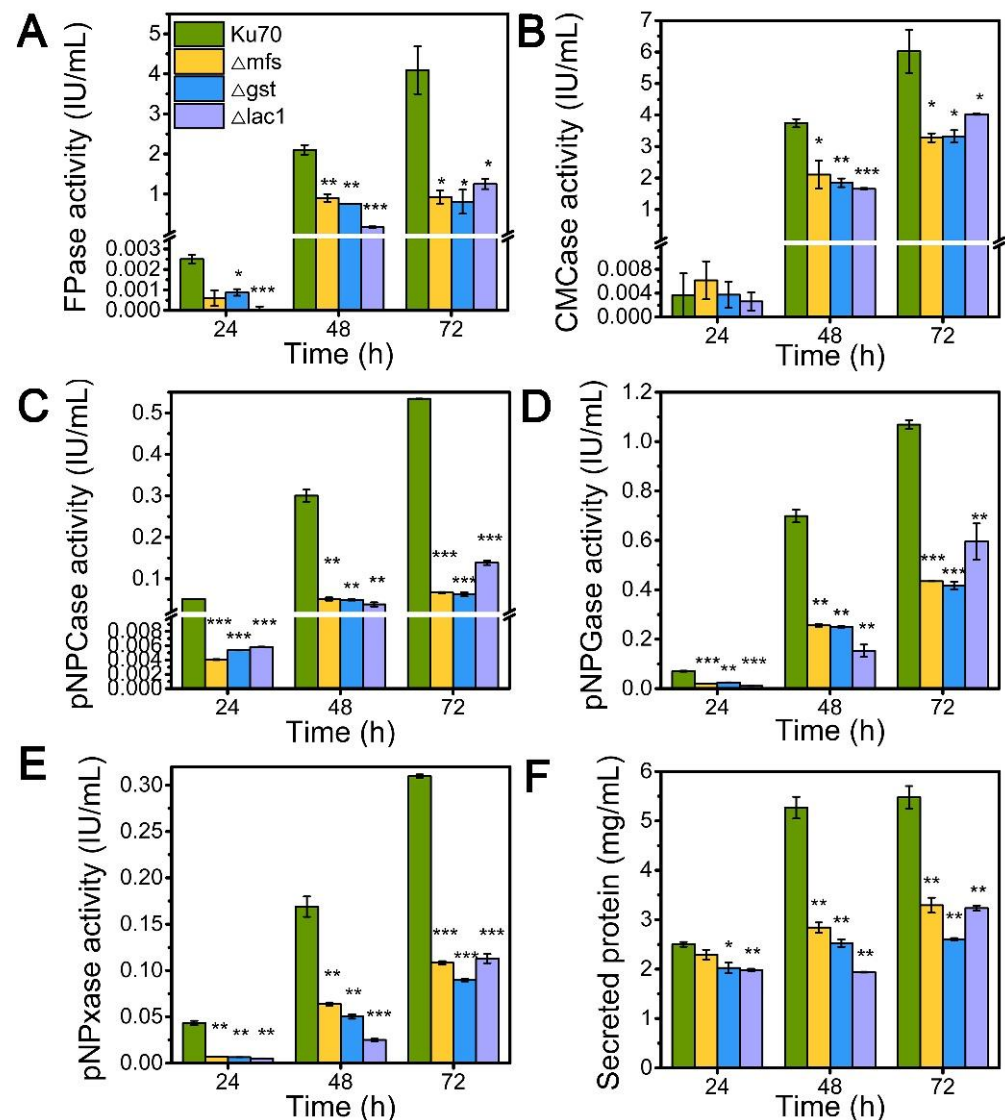 A
Ku70
△mfs
△gst
△lac1
FPase activity (IU/mL)
5
4
2
1
0.003
0.002
0.001
0.000
** ** ***
* * *
* ***
24 48 72
Time (h)
B
CMCase activity (IU/mL)
7
6
5
4
3
2
1
0.008
0.004
0.000
* ** ***
* * *
24 48 72
Time (h)
C
pNPCase activity (IU/mL)
0.5
0.3
0.2
0.1
0.008
0.006
0.004
0.002
0.000
*** *** ***
** ** **
*** *** ***
24 48 72
Time (h)
D
pNPGase activity (IU/mL)
1.2
1.0
0.6
0.4
0.2
0.0
*** ** ***
** ** **
*** *** **
24 48 72
Time (h)
E
pNPxase activity (IU/mL)
0.30
0.25
0.20
0.15
0.10
0.05
0.00
** ** **
** ** ***
*** *** ***
24 48 72
Time (h)
F
Secreted protein (mg/mL)
6
5
3
2
1
0
* **
** ** **
** ** **
24 48 72
Time (h)